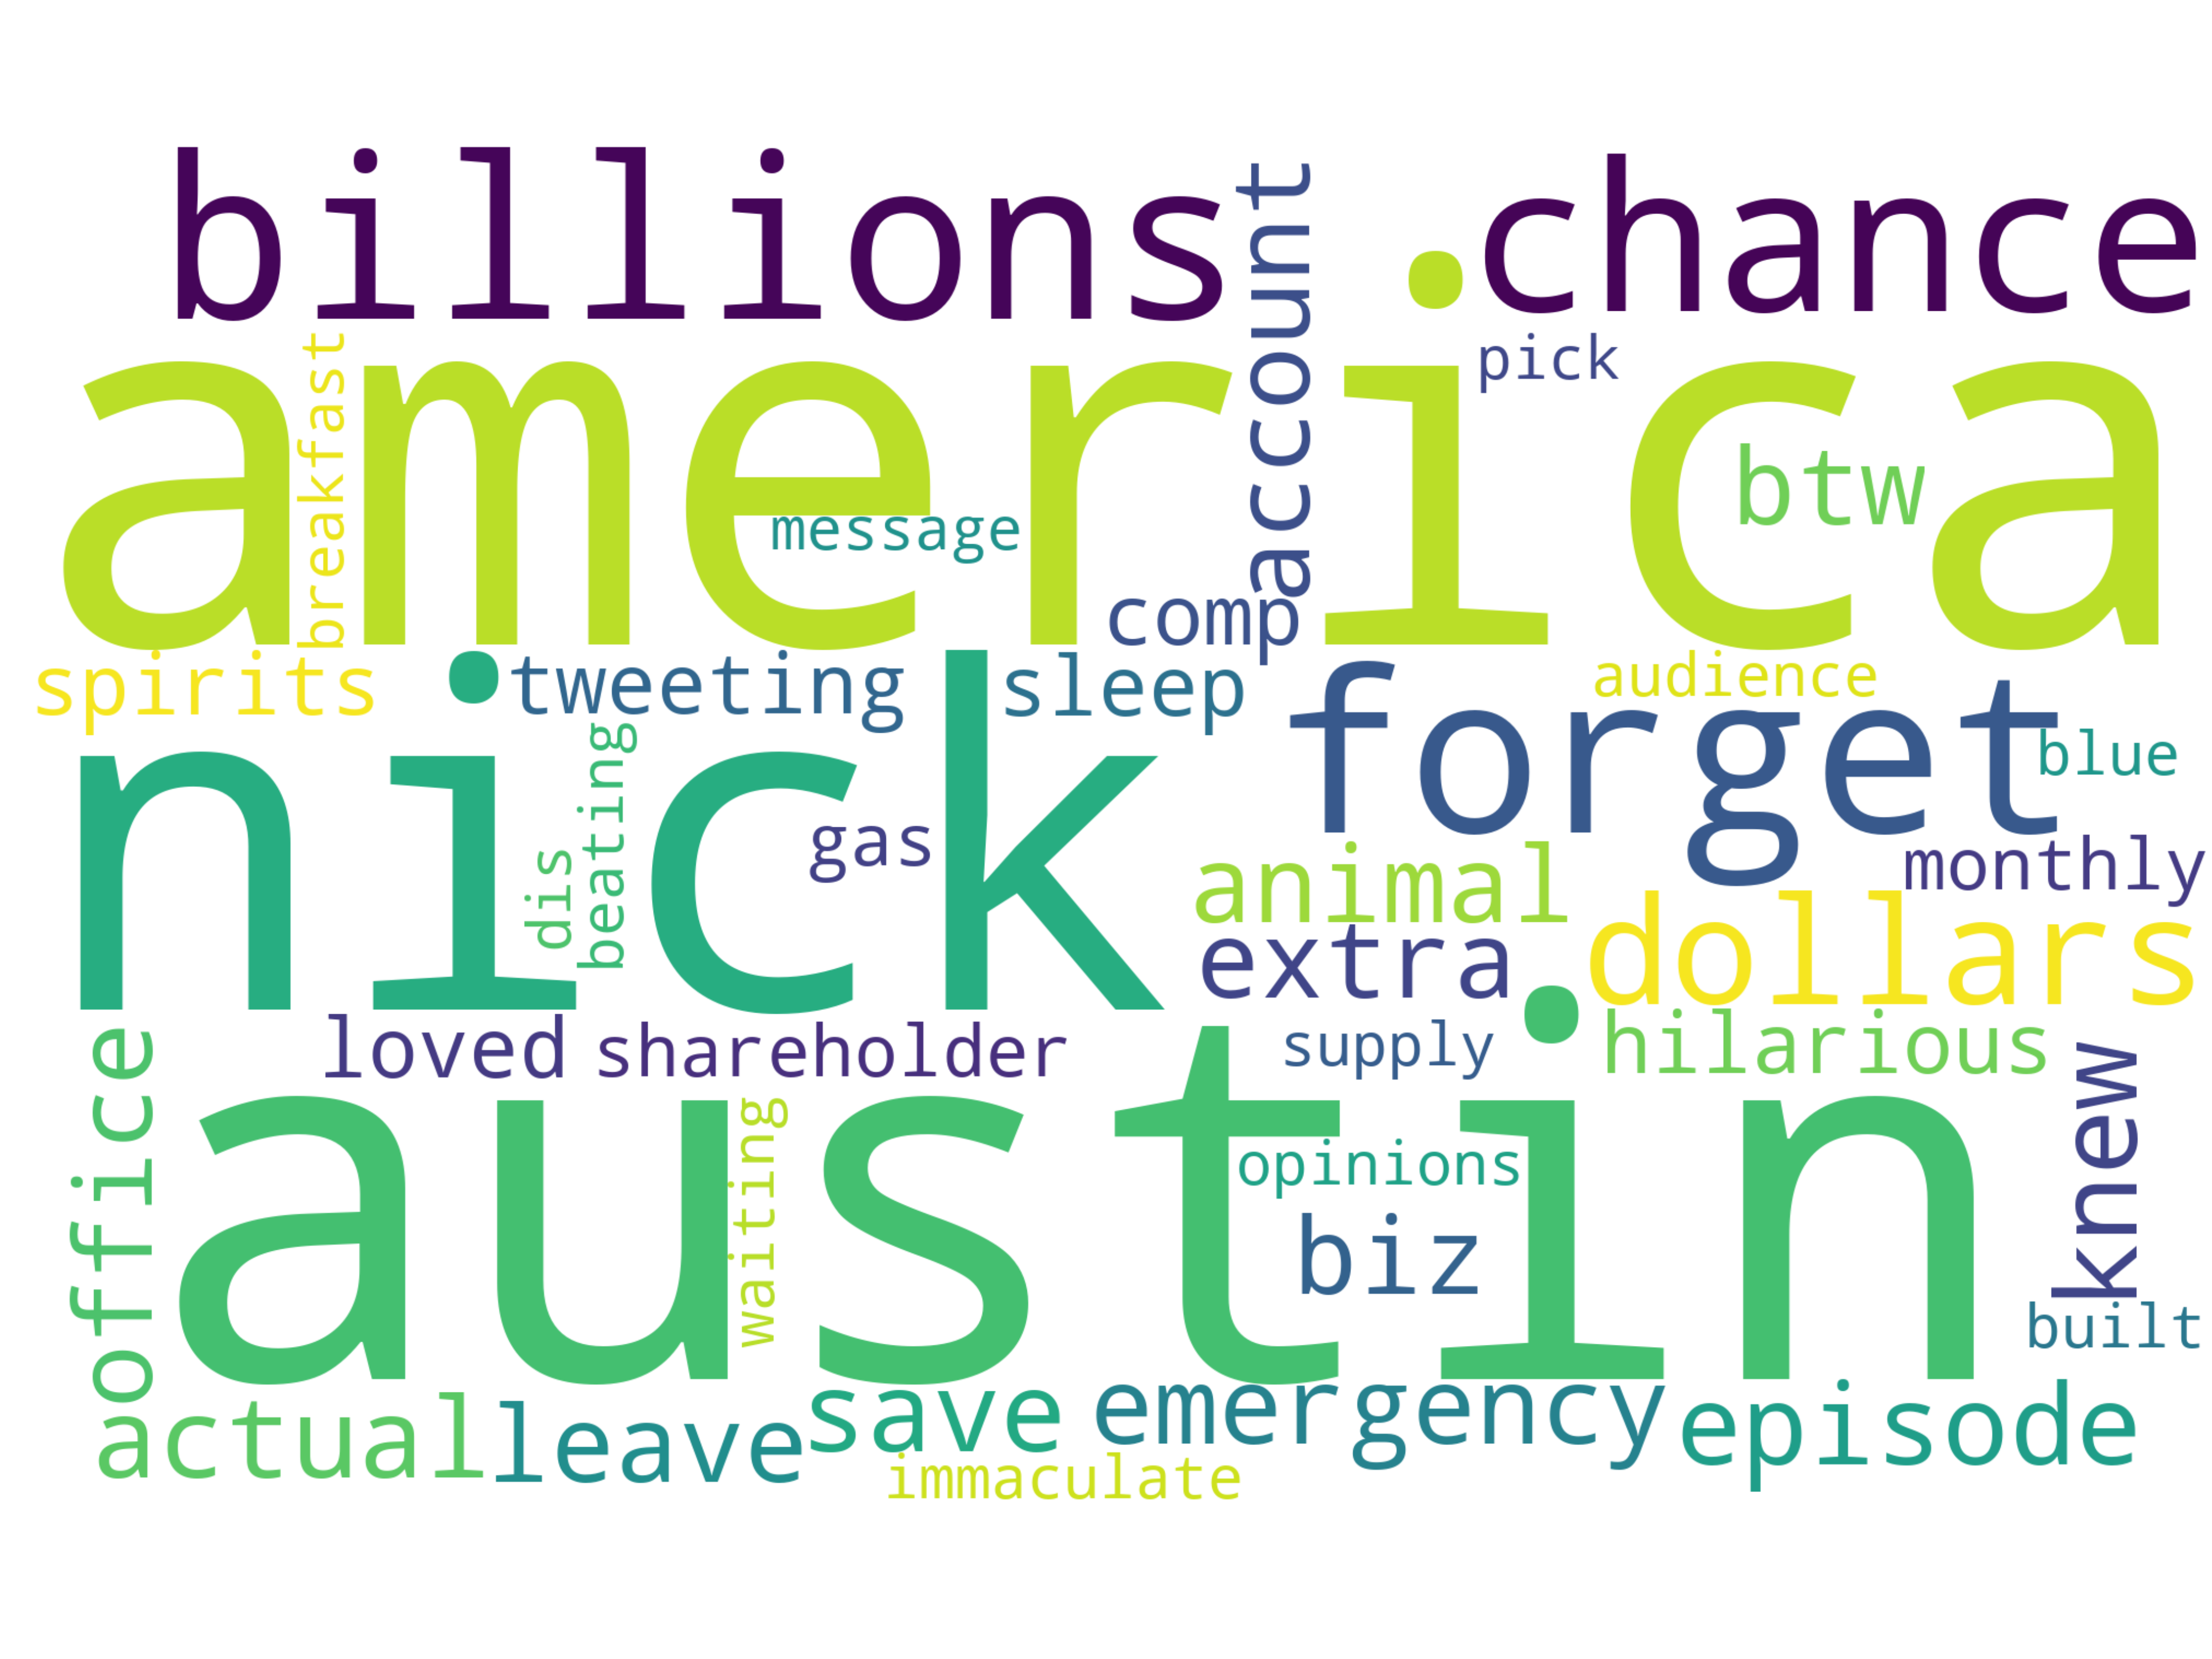 billions
chance
account
pick
america
breakfast
btw
message
comp
spirits
tweeting
sleep
audience
forget
nick
blue
beating
dis
gas
animal
monthly
extra
dollars
loved
shareholder
supply
hilarious
office
austin
knew
waiting
opinions
biz
built
actual
leave
save
emergency
episode
immaculate